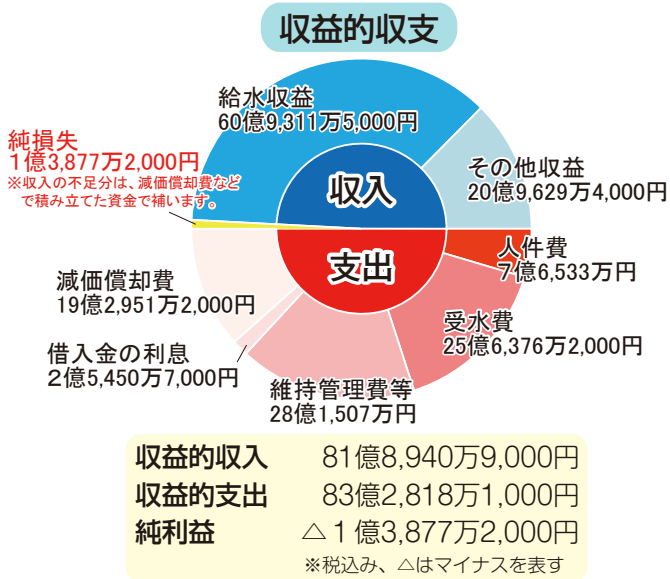 収益的収支
給水収益
60億9,311万5,000円
純損失
1億3,877万2,000円
※収入の不足分は、減価償却費など
で積み立てた資金で補います。
その他収益
20億9,629万4,000円
収入
支出
人件費
7億6,533万円
受水費
25億6,376万2,000円
維持管理費等
28億1,507万円
借入金の利息
2億5,450万7,000円
減価償却費
19億2,951万2,000円
収益的収入 81億8,940万9,000円
収益的支出 83億2,818万1,000円
純利益 △1億3,877万2,000円
※税込み、△はマイナスを表す